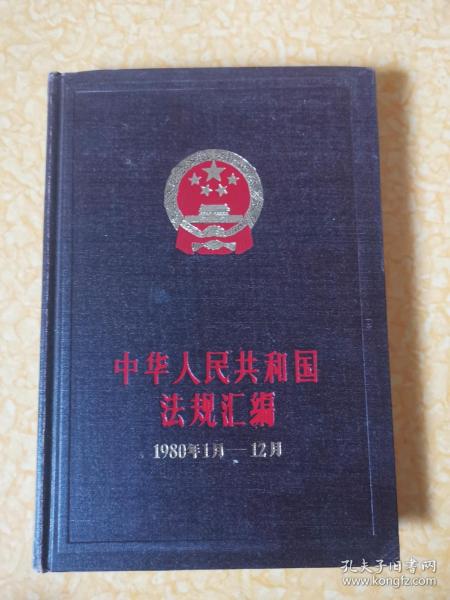 中华人民共和国
法规汇编
1980年1月—12月
孔夫子旧书网
www.kongfz.com